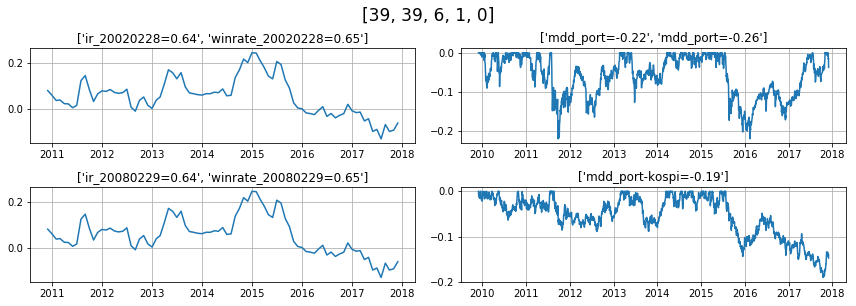 [39, 39, 6, 1, 0]
['ir_20020228=0.64', 'winrate_20020228=0.65']
0.2
0.0
2011 2012 2013 2014 2015 2016 2017 2018
['mdd_port=-0.22', 'mdd_port=-0.26']
0.0
−0.1
−0.2
2010 2011 2012 2013 2014 2015 2016 2017 2018
['ir_20080229=0.64', 'winrate_20080229=0.65']
0.2
0.0
2011 2012 2013 2014 2015 2016 2017 2018
['mdd_port-kospi=-0.19']
0.0
−0.1
−0.2
2010 2011 2012 2013 2014 2015 2016 2017 2018